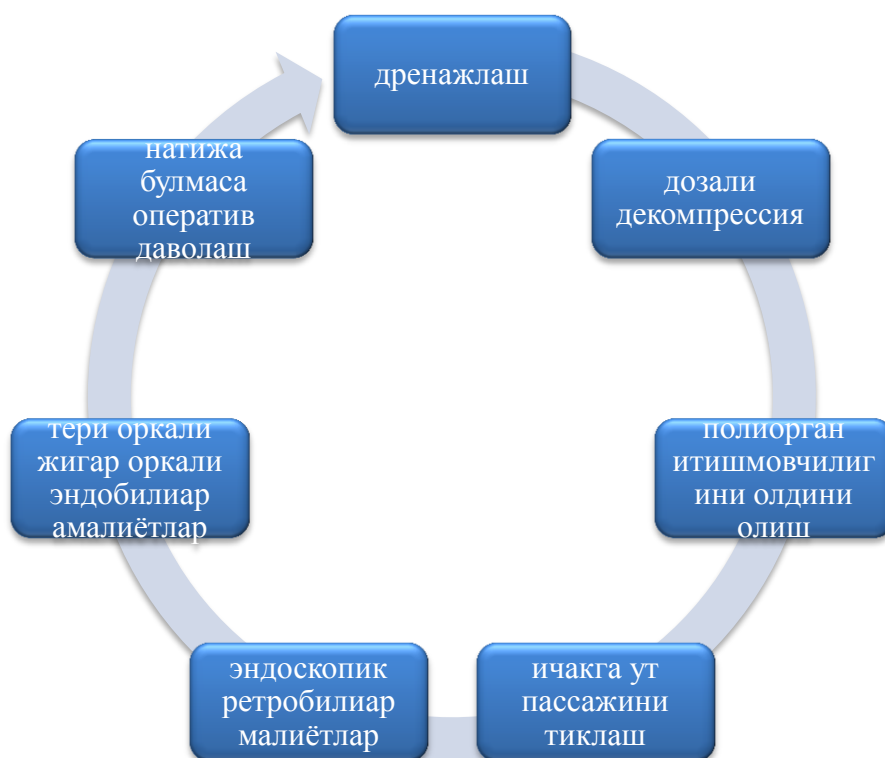 дренажлаш
дозали
декомпрессия
полиорган
итишмовчилиг
ини олдини
олиш
ичакга ут
пассажини
тиклаш
эндоскопик
ретробилиар
малиётлар
тери оркали
жигар оркали
эндобилиар
амалиётлар
натижа
булмаса
оператив
даволаш